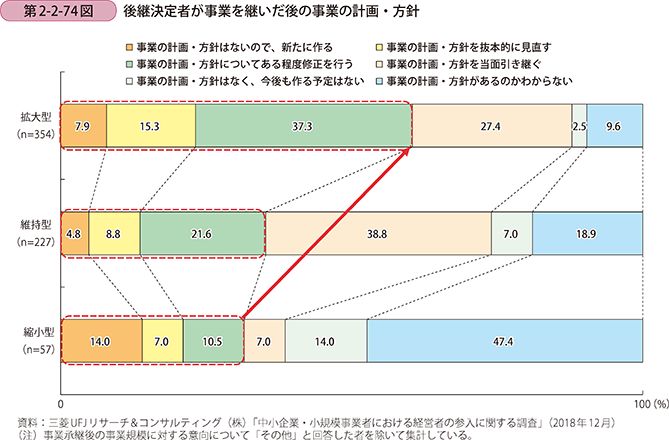 第2-2-74図 後継決定者が事業を継いだ後の事業の計画・方針
事業の計画・方針はないので、新たに作る 事業の計画・方針を抜本的に見直す
事業の計画・方針についてある程度修正を行う 事業の計画・方針を当面引き継ぐ
事業の計画・方針はなく、今後も作る予定はない 事業の計画・方針があるのかわからない
拡大型
(n=354)
7.9 15.3 37.3 27.4 2.5 9.6
維持型
(n=227)
4.8 8.8 21.6 38.8 7.0 18.9
縮小型
(n=57)
14.0 7.0 10.5 7.0 14.0 47.4
0 100 (%)
資料：三菱UFJリサーチ＆コンサルティング（株）「中小企業・小規模事業者における経営者の参入に関する調査」（2018年12月）
（注）事業承継後の事業規模に対する意向について「その他」と回答した者を除いて集計している。